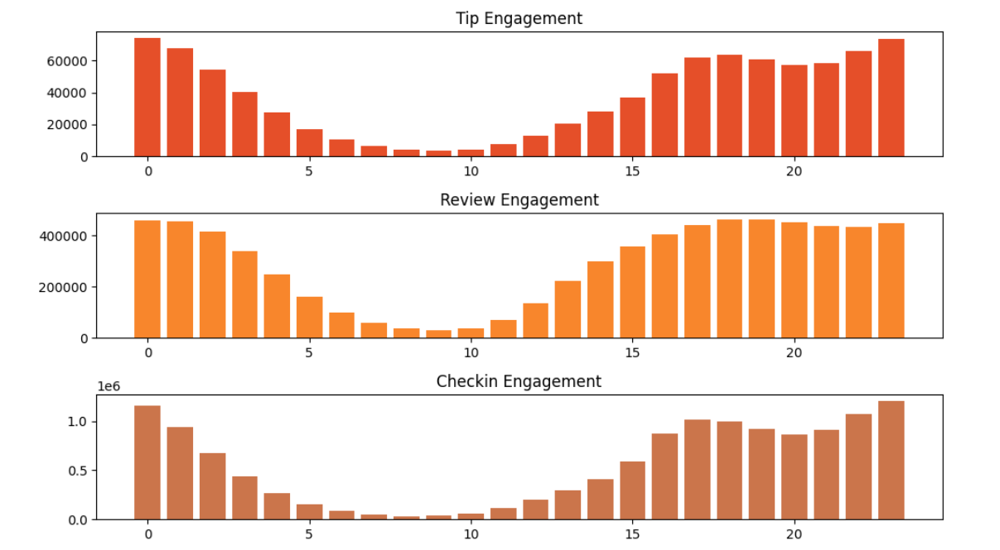 Tip Engagement
60000
40000
20000
0
0 5 10 15 20
Review Engagement
400000
200000
0
0 5 10 15 20
Checkin Engagement
1e6
1.0
0.5
0.0
0 5 10 15 20